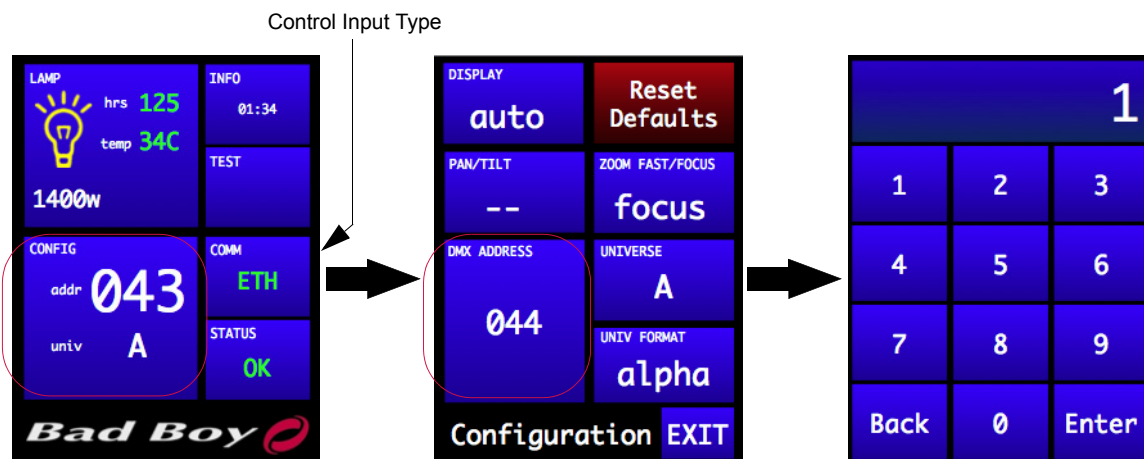 Control Input Type
LAMP
hrs 125
temp 34C
1400w
INFO
01:34
TEST
CONFIG
addr 043
univ A
COMM
ETH
STATUS
OK
Bad Boy
DISPLAY
auto
Reset
Defaults
PAN/TILT
--
ZOOM FAST/FOCUS
focus
DMX ADDRESS
044
UNIVERSE
A
UNIV FORMAT
alpha
Configuration EXIT
1
1 2 3
4 5 6
7 8 9
Back 0 Enter